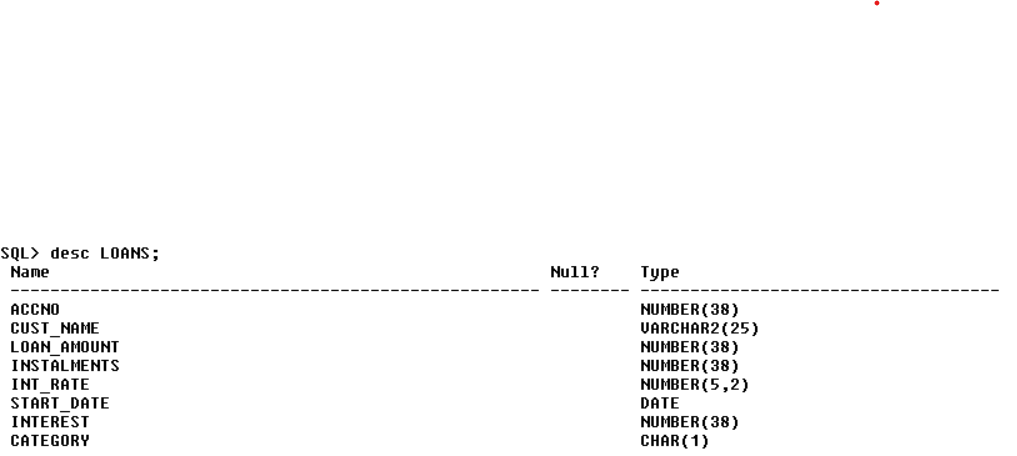 SQL> desc LOANS;
Name Null? Type
----------------------------------------------------- -------- ------------------------------------
ACCNO NUMBER(38)
CUST_NAME VARCHAR2(25)
LOAN_AMOUNT NUMBER(38)
INSTALMENTS NUMBER(38)
INT_RATE NUMBER(5,2)
START_DATE DATE
INTEREST NUMBER(38)
CATEGORY CHAR(1)